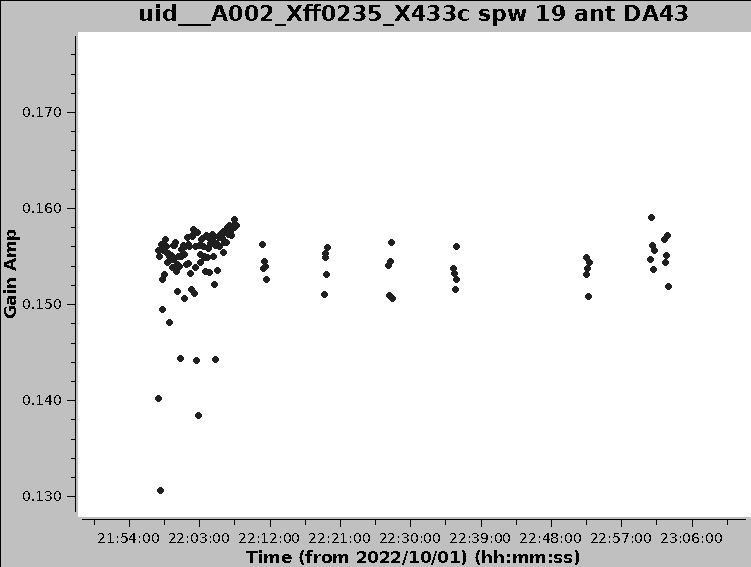 uid___A002_Xff0235_X433c spw 19 ant DA43
0.170
0.160
0.150
0.140
0.130
Gain Amp
21:54:00 22:03:00 22:12:00 22:21:00 22:30:00 22:39:00 22:48:00 22:57:00 23:06:00
Time (from 2022/10/01) (hh:mm:ss)